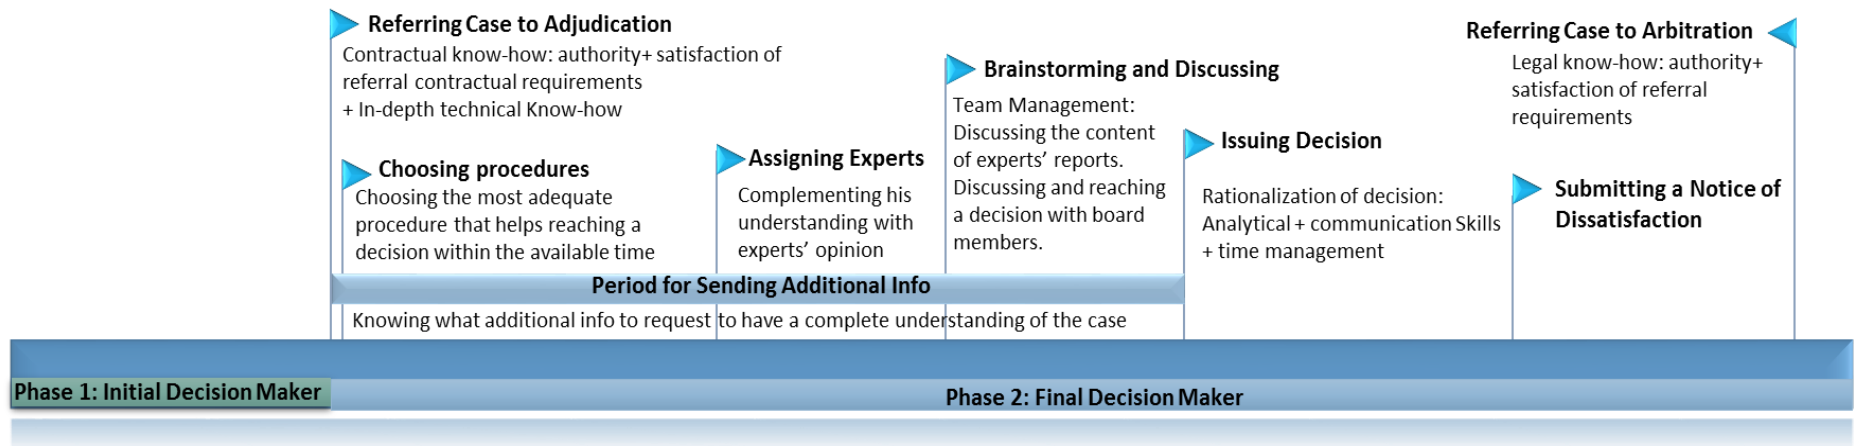 Referring Case to Adjudication
Contractual know-how: authority+ satisfaction of
referral contractual requirements
+ In-depth technical Know-how
Choosing procedures
Choosing the most adequate
procedure that helps reaching a
decision within the available time
Assigning Experts
Complementing his
understanding with
experts’ opinion
Brainstorming and Discussing
Team Management:
Discussing the content
of experts’ reports.
Discussing and reaching
a decision with board
members.
Issuing Decision
Rationalization of decision:
Analytical + communication Skills
+ time management
Referring Case to Arbitration
Legal know-how: authority+
satisfaction of referral
requirements
Submitting a Notice of
Dissatisfaction
Period for Sending Additional Info
Knowing what additional info to request to have a complete understanding of the case
Phase 1: Initial Decision Maker
Phase 2: Final Decision Maker